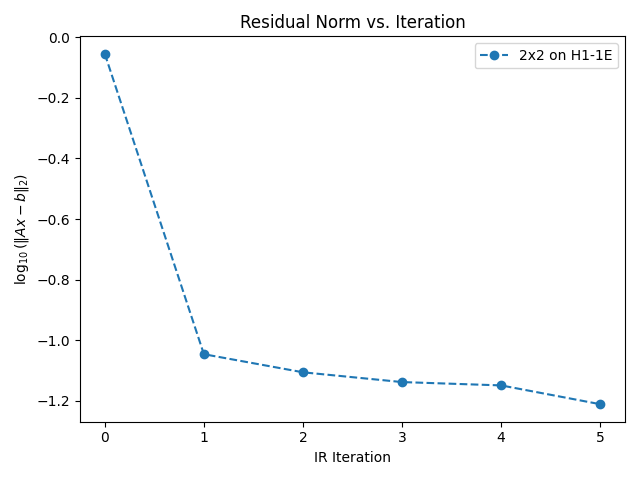 Residual Norm vs. Iteration
2x2 on H1-1E
log₁₀(‖Ax − b‖₂)
0.0
−0.2
−0.4
−0.6
−0.8
−1.0
−1.2
0 1 2 3 4 5
IR Iteration